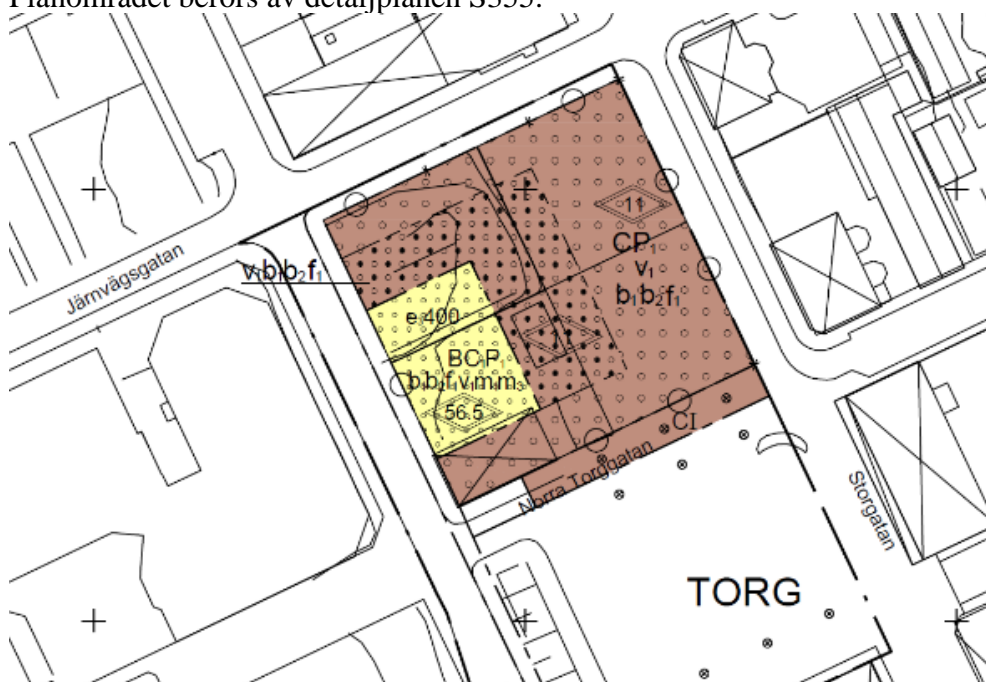 Planområdet berörs av detaljplanen S355.
Järnvägsgatan
v₁b₁b₂f₁
11
CP₁
v₁
b₁b₂f₁
e₁400
BC₁P₁
b₁b₂f₁v₁m₁m₃
56.5
CI
Norra Torggatan
Storgatan
TORG